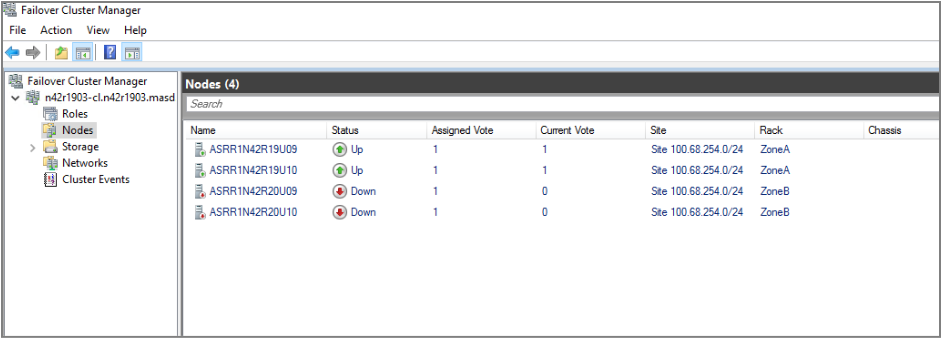 Failover Cluster Manager
File Action View Help
Failover Cluster Manager
n42r1903-cl.n42r1903.masd
Roles
Nodes
Storage
Networks
Cluster Events
Nodes (4)
Search
Name Status Assigned Vote Current Vote Site Rack Chassis
ASRR1N42R19U09 Up 1 1 Site 100.68.254.0/24 ZoneA
ASRR1N42R19U10 Up 1 1 Site 100.68.254.0/24 ZoneA
ASRR1N42R20U09 Down 1 0 Site 100.68.254.0/24 ZoneB
ASRR1N42R20U10 Down 1 0 Site 100.68.254.0/24 ZoneB